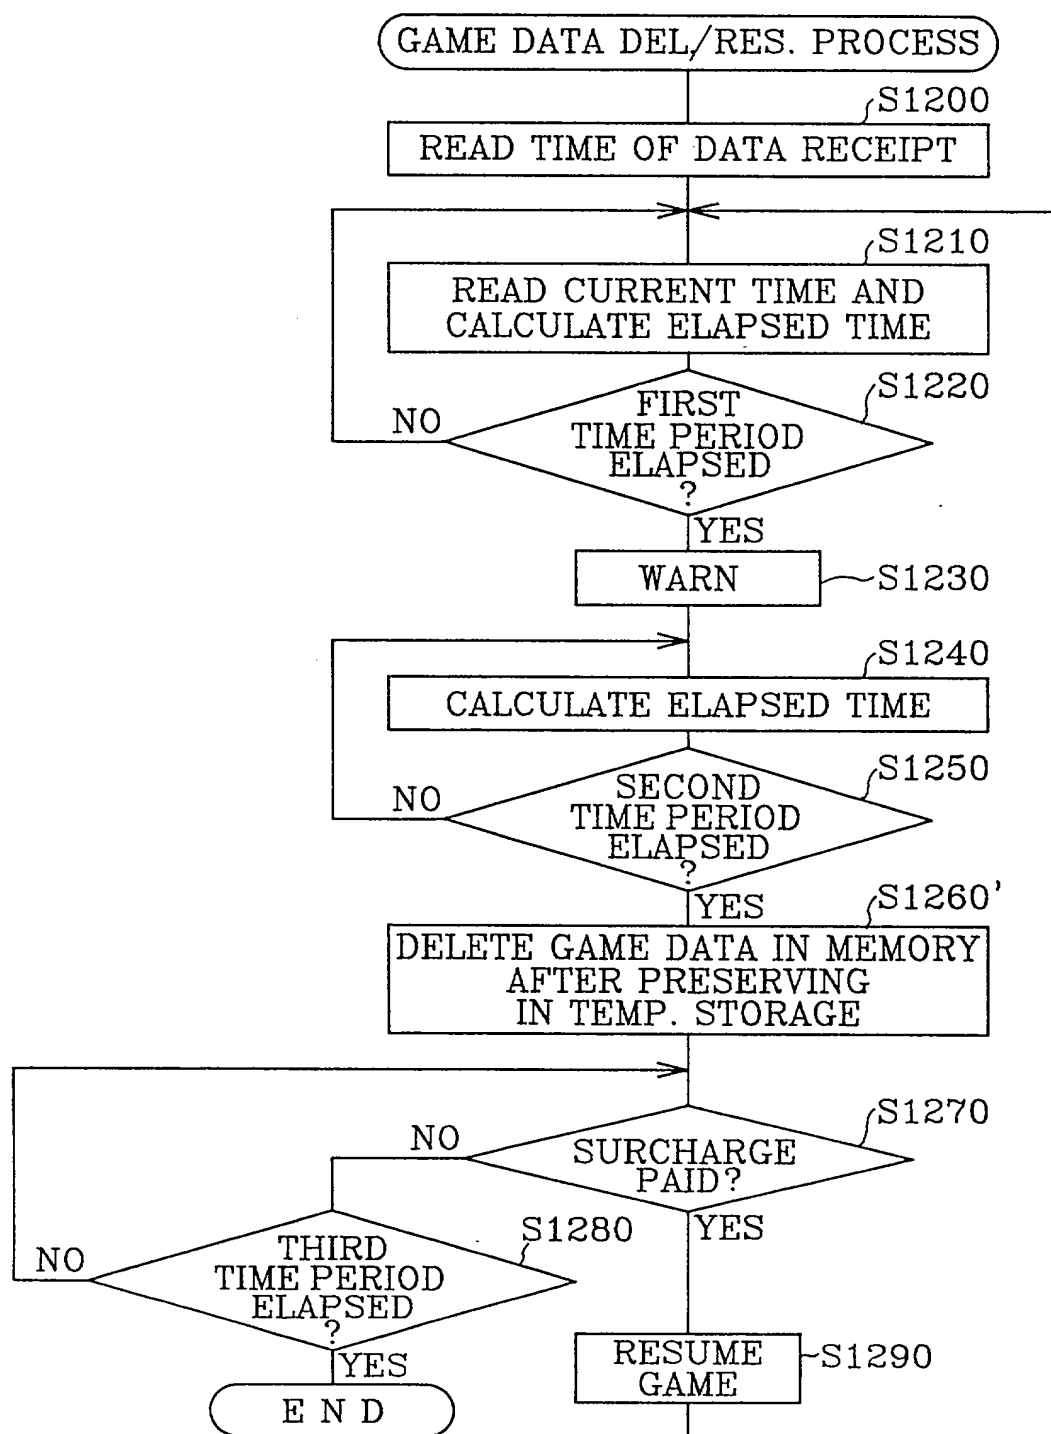 GAME DATA DEL/RES. PROCESS
S1200
READ TIME OF DATA RECEIPT
S1210
READ CURRENT TIME AND
CALCULATE ELAPSED TIME
S1220
FIRST
TIME PERIOD
ELAPSED
?
NO
YES
WARN
S1230
S1240
CALCULATE ELAPSED TIME
S1250
SECOND
TIME PERIOD
ELAPSED
?
NO
YES
S1260'
DELETE GAME DATA IN MEMORY
AFTER PRESERVING
IN TEMP. STORAGE
S1270
NO
SURCHARGE
PAID?
YES
S1280
NO
THIRD
TIME PERIOD
ELAPSED
?
YES
END
RESUME
GAME
S1290